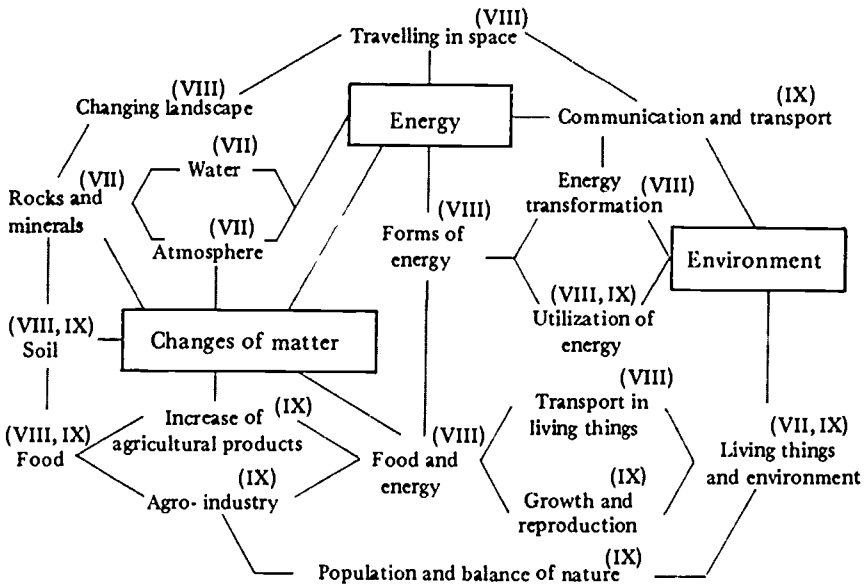 (VIII)
Travelling in space
(VIII)
Changing landscape
Energy
(IX)
Communication and transport
(VII)
Water
(VII)
Rocks and
minerals
(VII)
Atmosphere
(VIII)
Forms of
energy
Energy
transformation
(VIII)
Environment
(VIII, IX)
Utilization of
energy
(VIII, IX)
Soil
Changes of matter
(VIII)
Transport in
living things
(VIII, IX)
Food
Increase of
agricultural products
(IX)
(IX)
Agro-industry
(VIII)
Food and
energy
(IX)
Growth and
reproduction
(VII, IX)
Living things
and environment
Population and balance of nature
(IX)